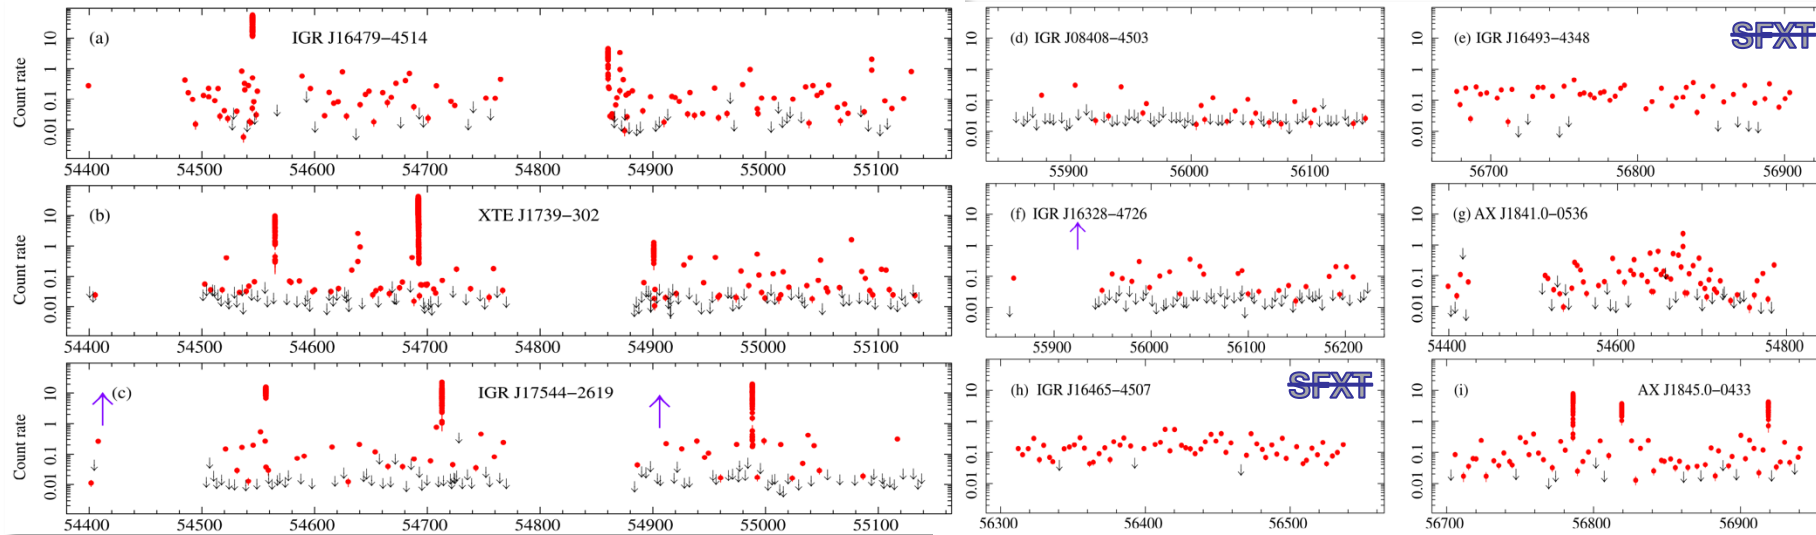 (a) IGR J16479−4514
Count rate
10
1
0.1
0.01
54400 54500 54600 54700 54800 54900 55000 55100
(b) XTE J1739−302
Count rate
10
1
0.1
0.01
54400 54500 54600 54700 54800 54900 55000 55100
(c) IGR J17544−2619
Count rate
10
1
0.1
0.01
54400 54500 54600 54700 54800 54900 55000 55100
(d) IGR J08408−4503
10
1
0.1
0.01
55900 56000 56100
(e) IGR J16493−4348
SFXT
10
1
0.1
0.01
56700 56800 56900
(f) IGR J16328−4726
10
1
0.1
0.01
55900 56000 56100 56200
(g) AX J1841.0−0536
10
1
0.1
0.01
54400 54600 54800
(h) IGR J16465−4507
SFXT
10
1
0.1
0.01
56300 56400 56500
(i) AX J1845.0−0433
10
1
0.1
0.01
56700 56800 56900